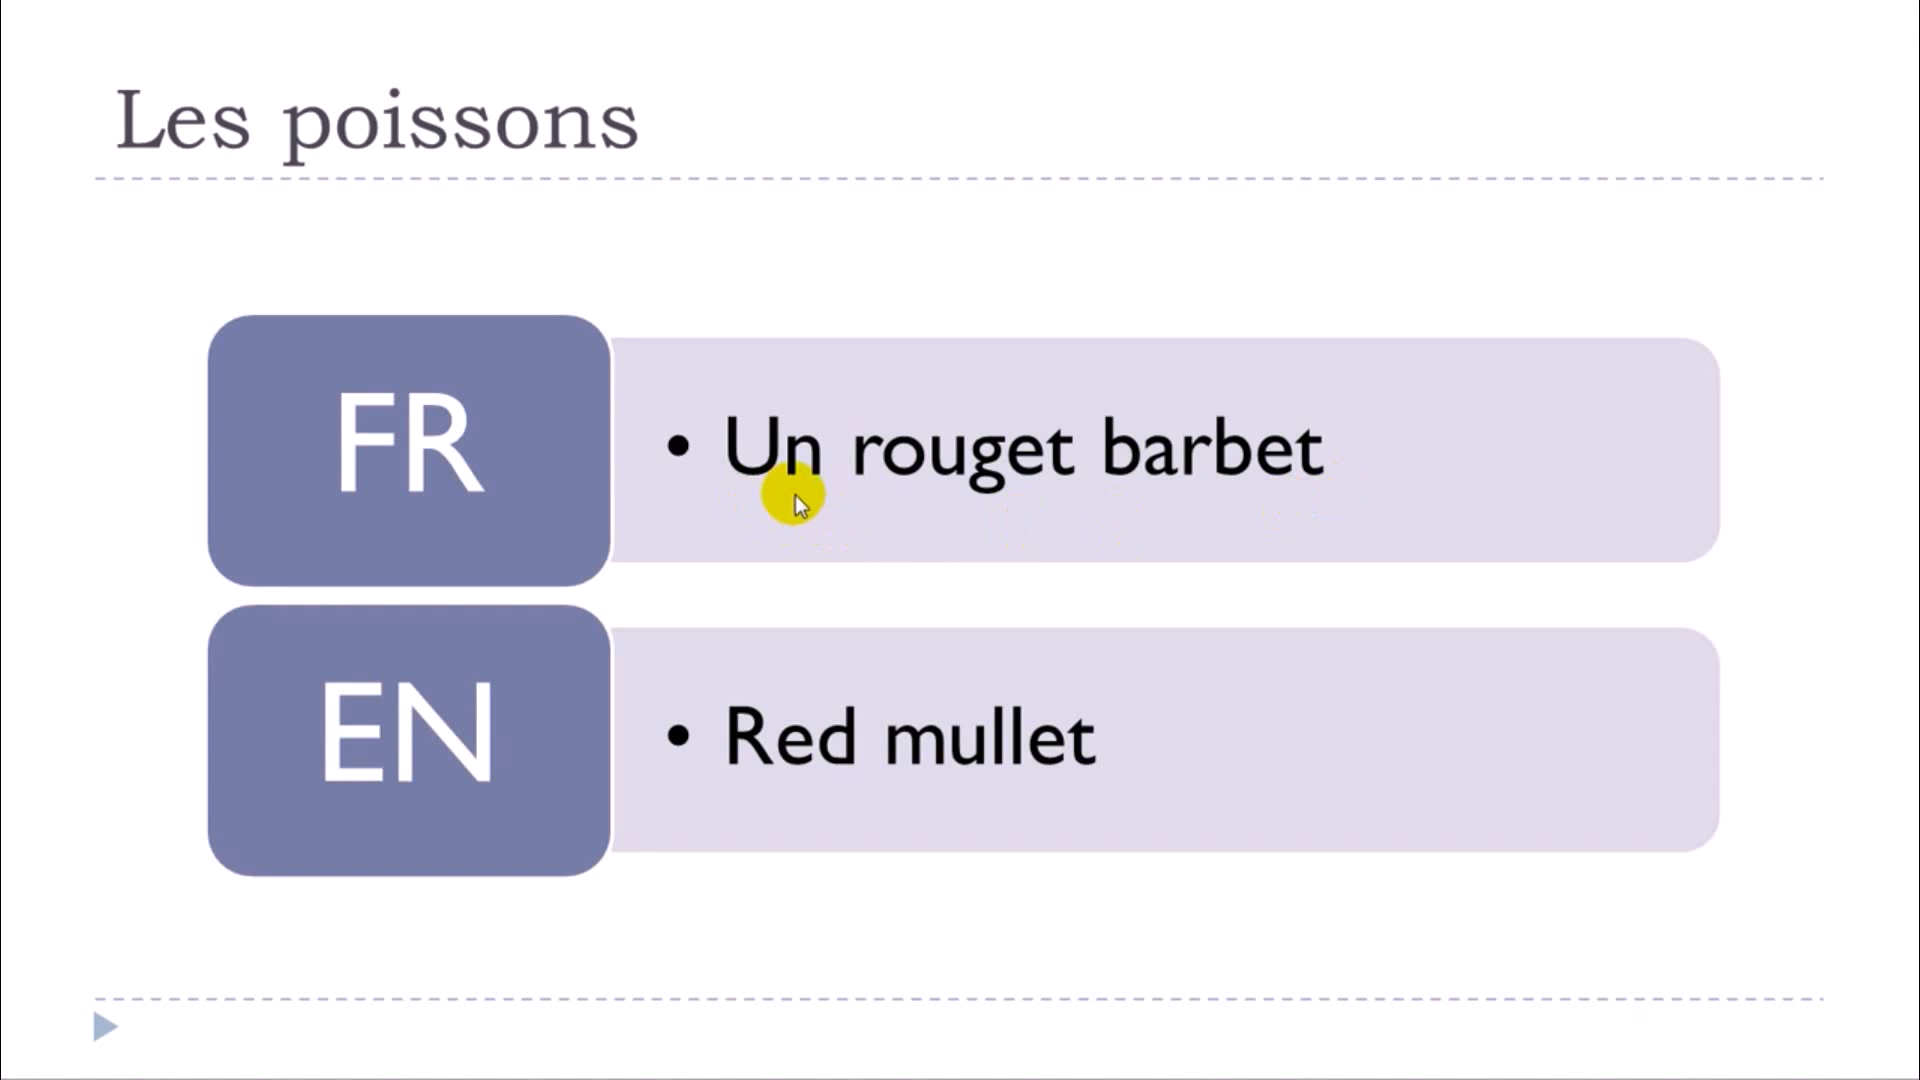 Les poissons
FR
• Un rouget barbet
EN
• Red mullet